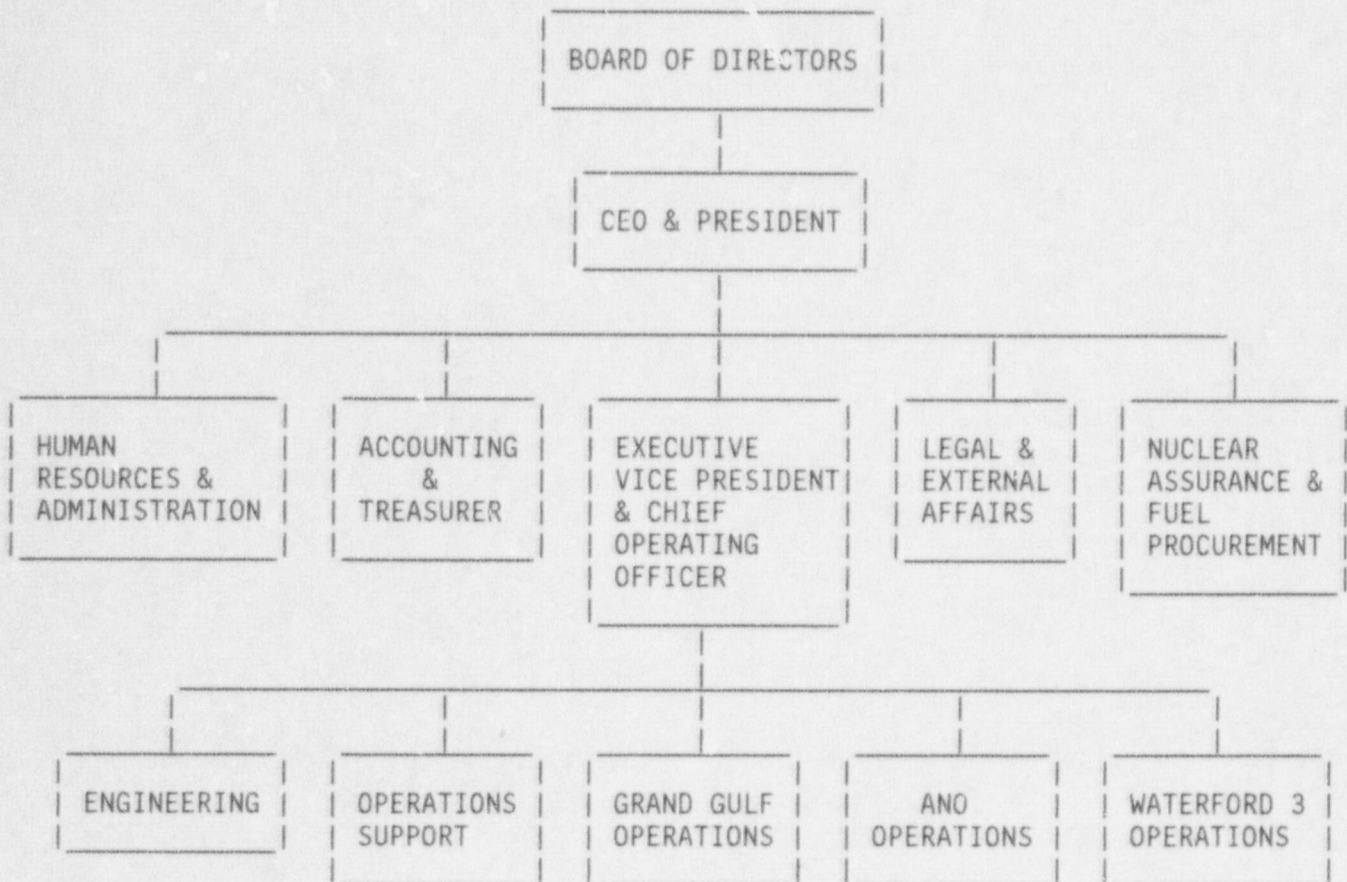 BOARD OF DIRECTORS
CEO & PRESIDENT
HUMAN
RESOURCES &
ADMINISTRATION
ACCOUNTING
&
TREASURER
EXECUTIVE
VICE PRESIDENT
& CHIEF
OPERATING
OFFICER
LEGAL &
EXTERNAL
AFFAIRS
NUCLEAR
ASSURANCE &
FUEL
PROCUREMENT
ENGINEERING
OPERATIONS
SUPPORT
GRAND GULF
OPERATIONS
ANO
OPERATIONS
WATERFORD 3
OPERATIONS